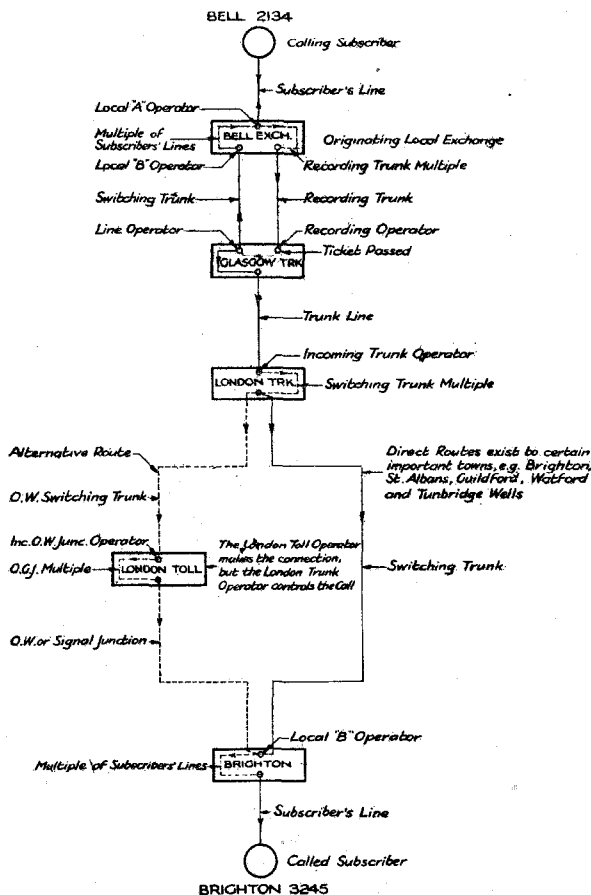 BELL 2134
Calling Subscriber
Subscriber's Line
Local "A" Operator
BELL EXCH.
Multiple of
Subscribers' Lines
Originating Local Exchange
Local "B" Operator
Recording Trunk Multiple
Switching Trunk
Recording Trunk
Line Operator
Recording Operator
Ticket Passed
GLASGOW TRK
Trunk Line
Incoming Trunk Operator
LONDON TRK.
Switching Trunk Multiple
Alternative Route
Direct Routes exist to certain
important towns, e.g. Brighton,
St. Albans, Guildford, Watford
and Tunbridge Wells
O.W. Switching Trunk
Inc. O.W. Junc. Operator
O.G.J. Multiple
LONDON TOLL
The London Toll Operator
makes the connection,
but the London Trunk
Operator controls the Call
Switching Trunk
O.W. or Signal Junction
Local "B" Operator
Multiple of Subscribers' Lines
BRIGHTON
Subscriber's Line
Called Subscriber
BRIGHTON 3245